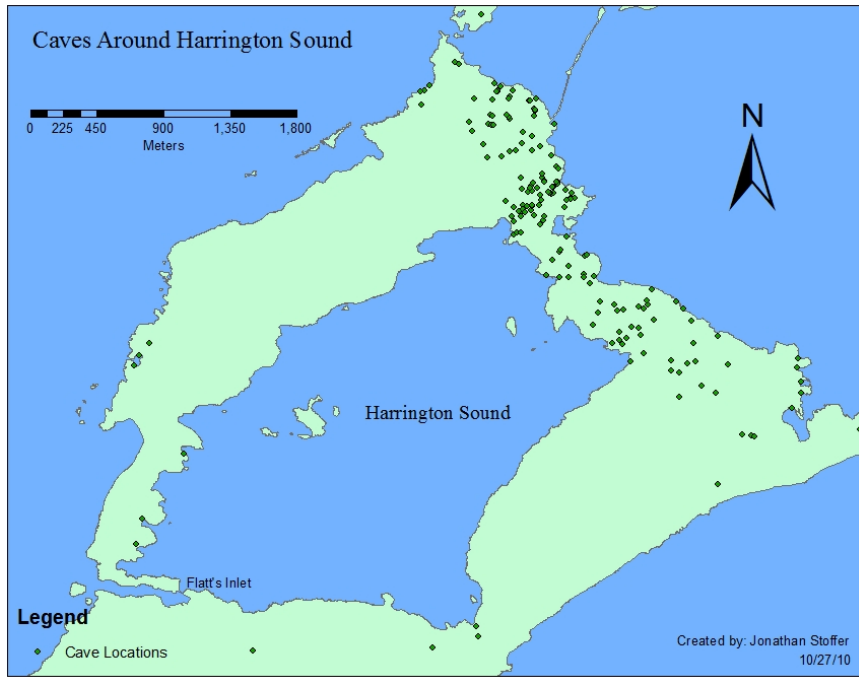 Caves Around Harrington Sound
0 225 450 900 1,350 1,800
Meters
N
Harrington Sound
Flatt's Inlet
Legend
Cave Locations
Created by: Jonathan Stoffer
10/27/10